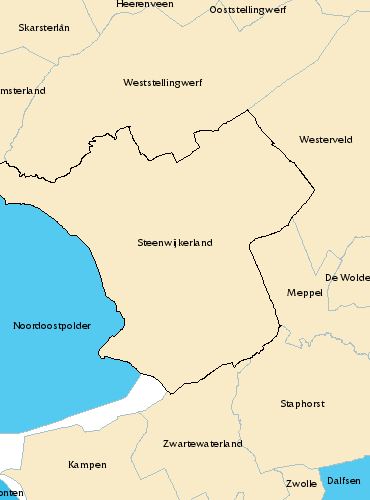 Heerenveen
Ooststellingwerf
Skarsterlân
Weststellingwerf
msterland
Westerveld
Steenwijkerland
De Wolde
Meppel
Noordoostpolder
Staphorst
Zwartewaterland
Kampen
Zwolle
Dalfsen
onten